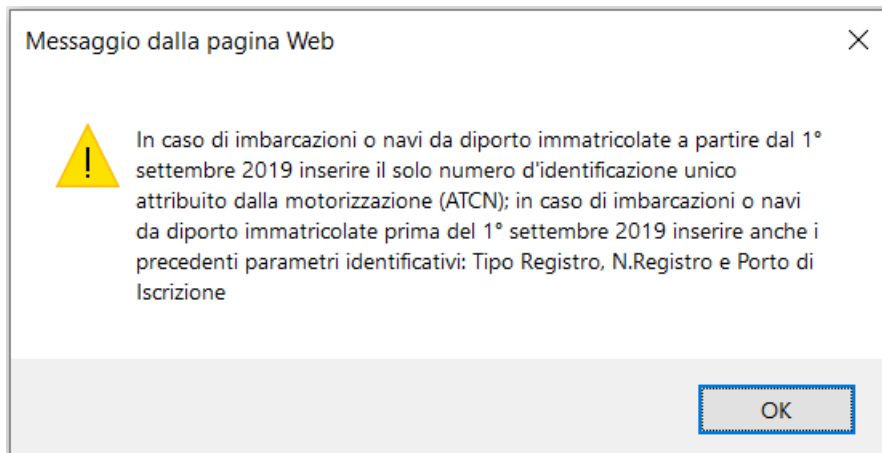 Messaggio dalla pagina Web
In caso di imbarcazioni o navi da diporto immatricolate a partire dal 1°
settembre 2019 inserire il solo numero d'identificazione unico
attribuito dalla motorizzazione (ATCN); in caso di imbarcazioni o navi
da diporto immatricolate prima del 1° settembre 2019 inserire anche i
precedenti parametri identificativi: Tipo Registro, N.Registro e Porto di
Iscrizione
OK